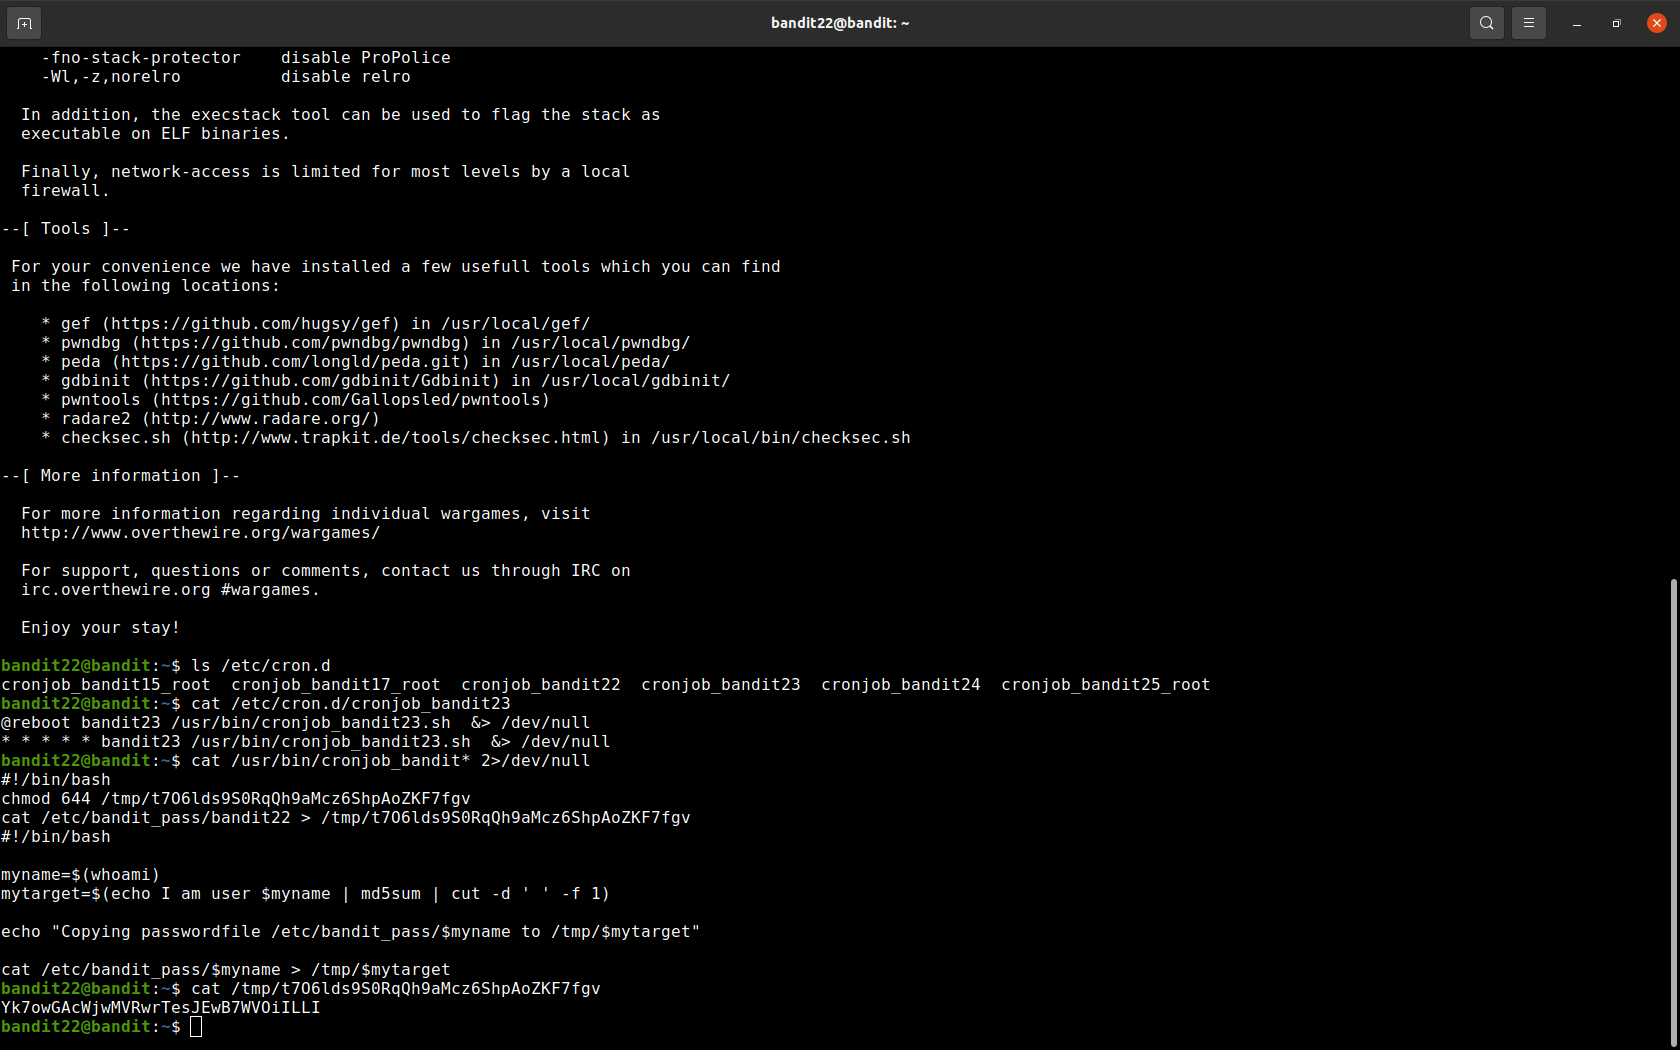 bandit22@bandit: ~
-fno-stack-protector    disable ProPolice
-Wl,-z,norelro          disable relro
In addition, the execstack tool can be used to flag the stack as
executable on ELF binaries.
Finally, network-access is limited for most levels by a local
firewall.
--[ Tools ]--
For your convenience we have installed a few usefull tools which you can find
in the following locations:
* gef (https://github.com/hugsy/gef) in /usr/local/gef/
* pwndbg (https://github.com/pwndbg/pwndbg) in /usr/local/pwndbg/
* peda (https://github.com/longld/peda.git) in /usr/local/peda/
* gdbinit (https://github.com/gdbinit/Gdbinit) in /usr/local/gdbinit/
* pwntools (https://github.com/Gallopsled/pwntools)
* radare2 (http://www.radare.org/)
* checksec.sh (http://www.trapkit.de/tools/checksec.html) in /usr/local/bin/checksec.sh
--[ More information ]--
For more information regarding individual wargames, visit
http://www.overthewire.org/wargames/
For support, questions or comments, contact us through IRC on
irc.overthewire.org #wargames.
Enjoy your stay!
bandit22@bandit:~$ ls /etc/cron.d
cronjob_bandit15_root  cronjob_bandit17_root  cronjob_bandit22  cronjob_bandit23  cronjob_bandit24  cronjob_bandit25_root
bandit22@bandit:~$ cat /etc/cron.d/cronjob_bandit23
@reboot bandit23 /usr/bin/cronjob_bandit23.sh  &> /dev/null
* * * * * bandit23 /usr/bin/cronjob_bandit23.sh  &> /dev/null
bandit22@bandit:~$ cat /usr/bin/cronjob_bandit* 2>/dev/null
#!/bin/bash
chmod 644 /tmp/t7O6lds9S0RqQh9aMcz6ShpAoZKF7fgv
cat /etc/bandit_pass/bandit22 > /tmp/t7O6lds9S0RqQh9aMcz6ShpAoZKF7fgv
#!/bin/bash
myname=$(whoami)
mytarget=$(echo I am user $myname | md5sum | cut -d ' ' -f 1)
echo "Copying passwordfile /etc/bandit_pass/$myname to /tmp/$mytarget"
cat /etc/bandit_pass/$myname > /tmp/$mytarget
bandit22@bandit:~$ cat /tmp/t7O6lds9S0RqQh9aMcz6ShpAoZKF7fgv
Yk7owGAcWjwMVRwrTesJEwB7WVOiILLI
bandit22@bandit:~$